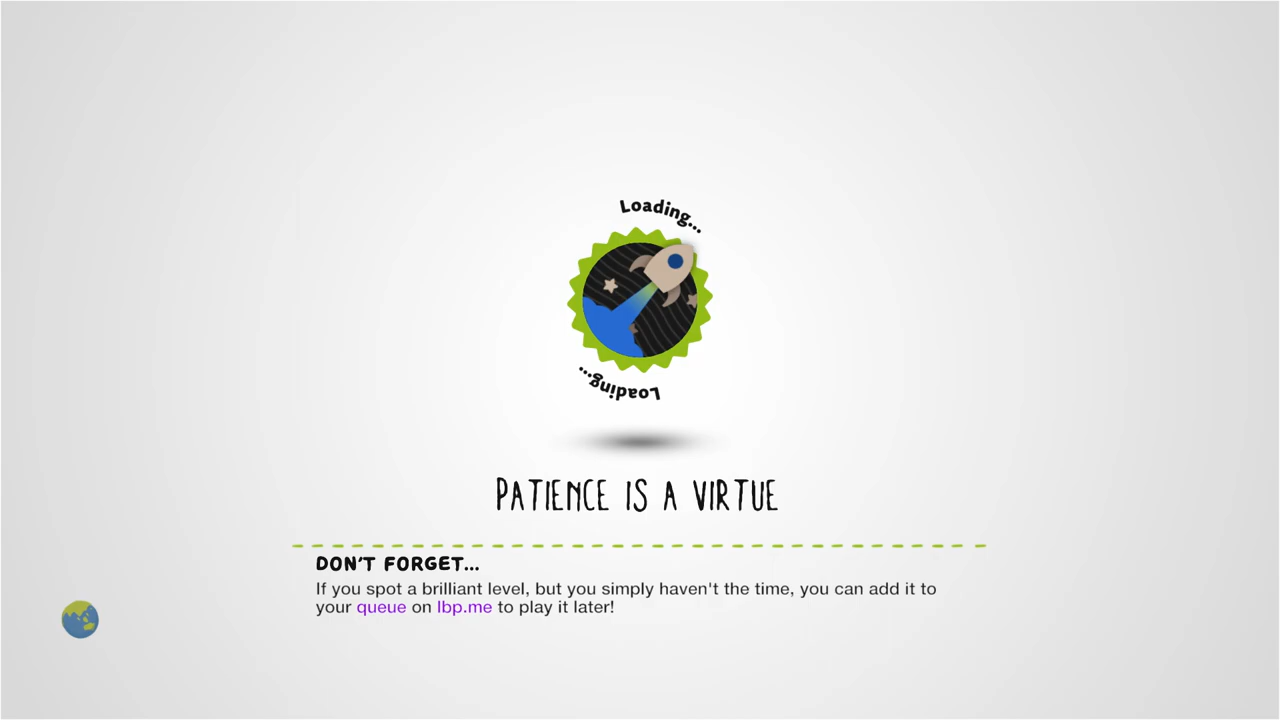 Loading...
Loading...
PATIENCE IS A VIRTUE
DON'T FORGET...
If you spot a brilliant level, but you simply haven't the time, you can add it to
your queue on lbp.me to play it later!